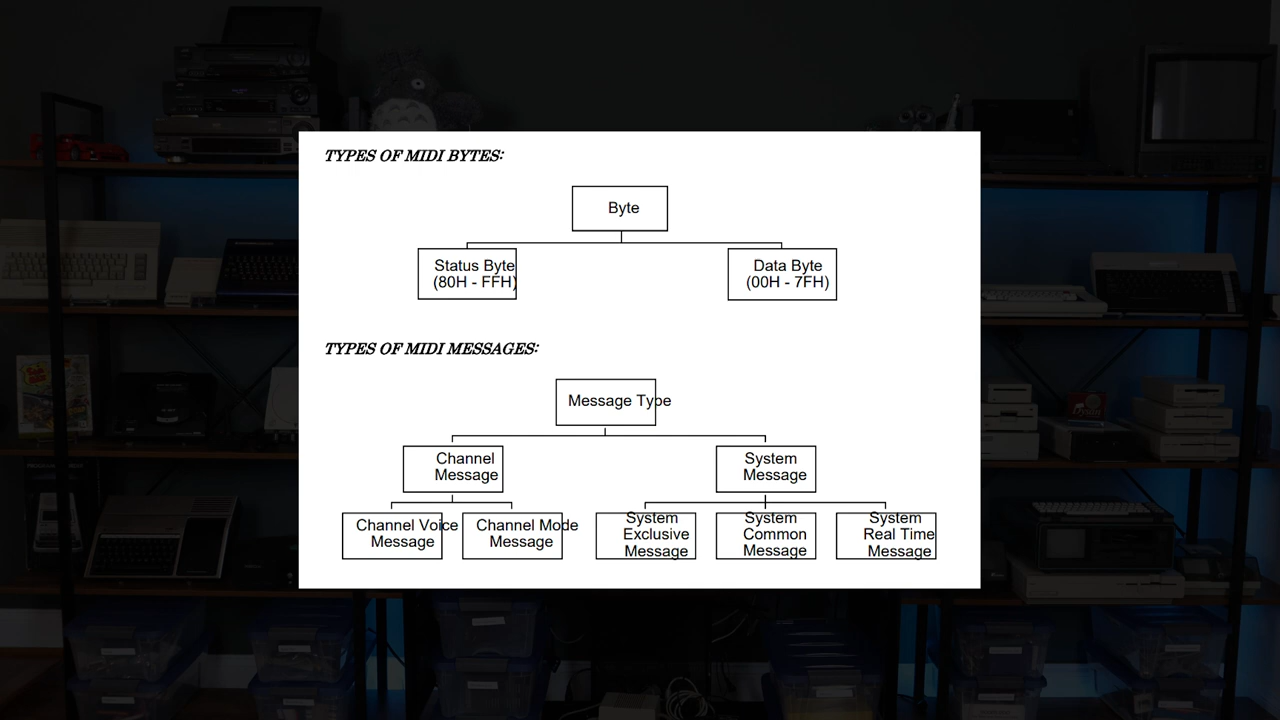 TYPES OF MIDI BYTES:
Byte
Status Byte
(80H - FFH)
Data Byte
(00H - 7FH)
TYPES OF MIDI MESSAGES:
Message Type
Channel
Message
System
Message
Channel Voice
Message
Channel Mode
Message
System
Exclusive
Message
System
Common
Message
System
Real Time
Message